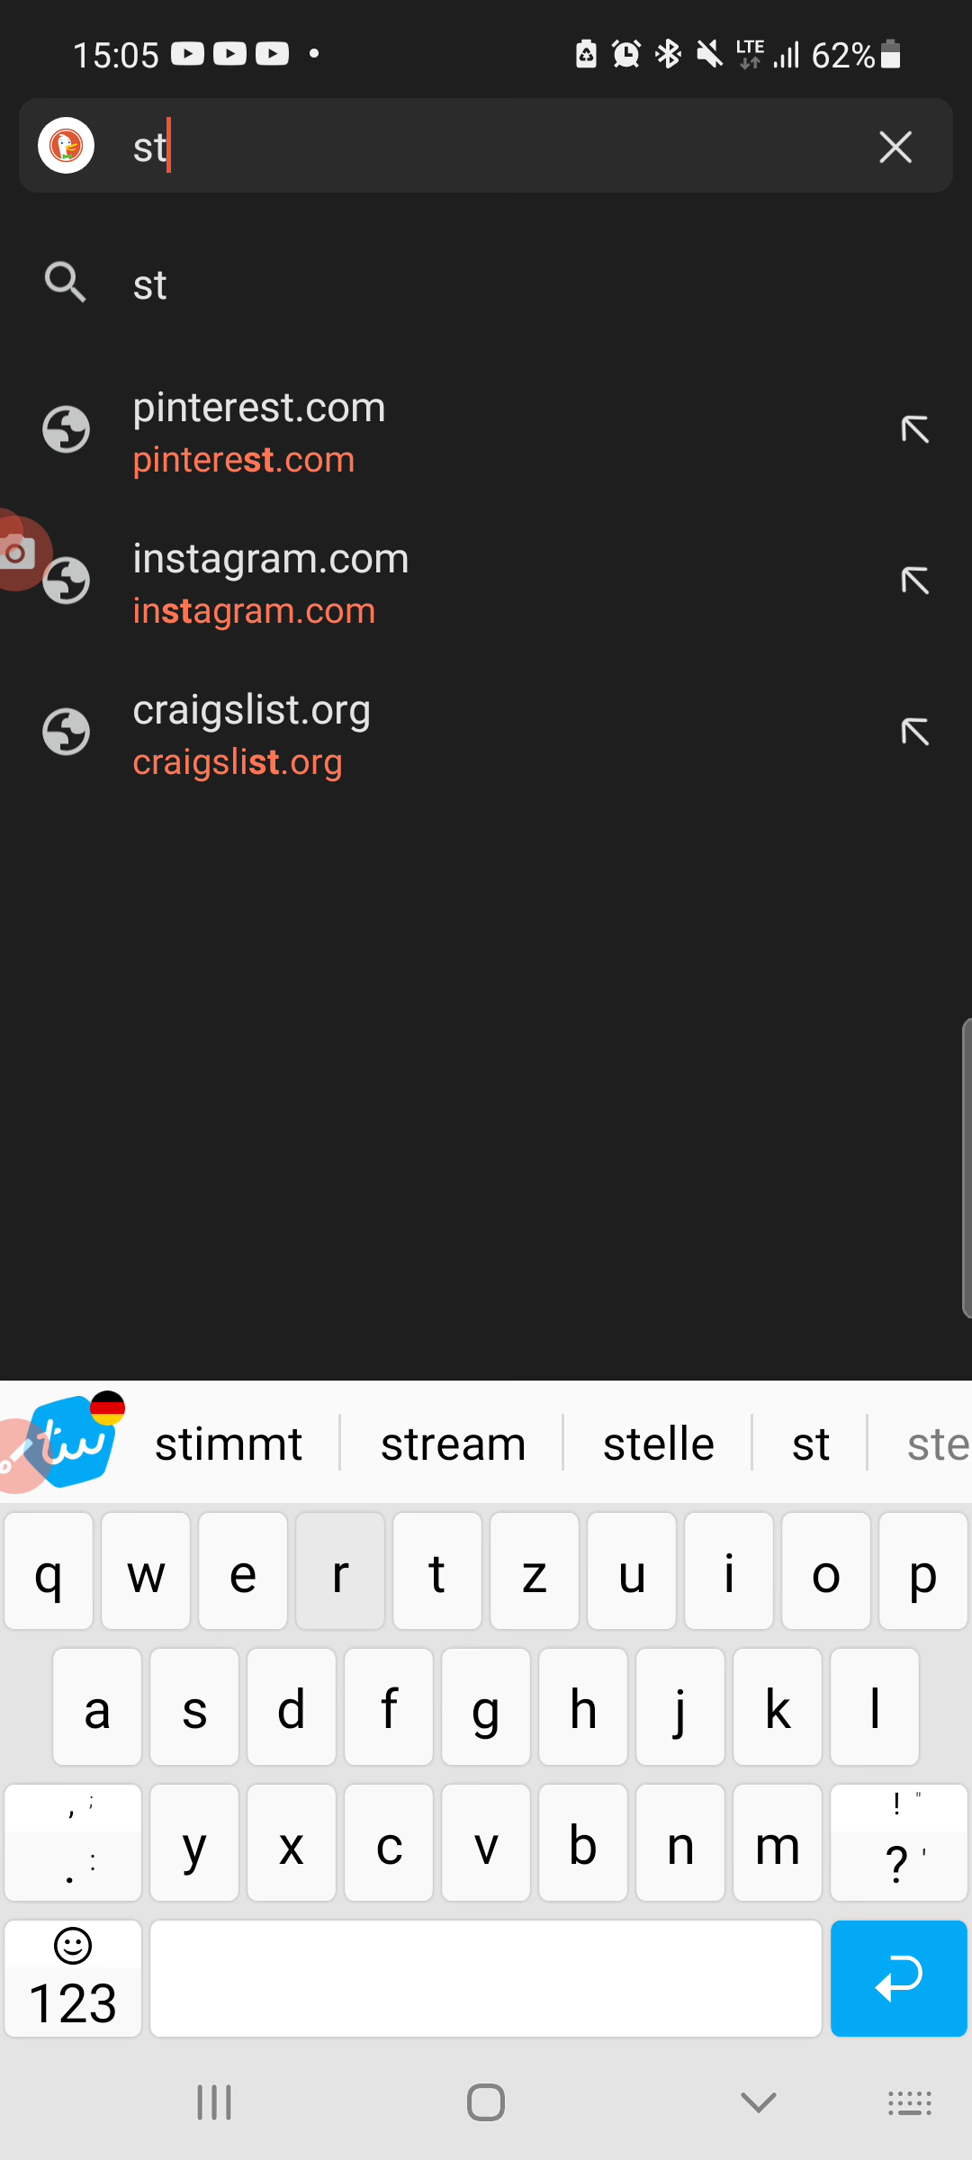 15:05 LTE 62%
st
st
pinterest.com
pinterest.com
instagram.com
instagram.com
craigslist.org
craigslist.org
tw stimmt stream stelle st ste
q w e r t z u i o p
a s d f g h j k l
, ; . : y x c v b n m ! " ? '
123